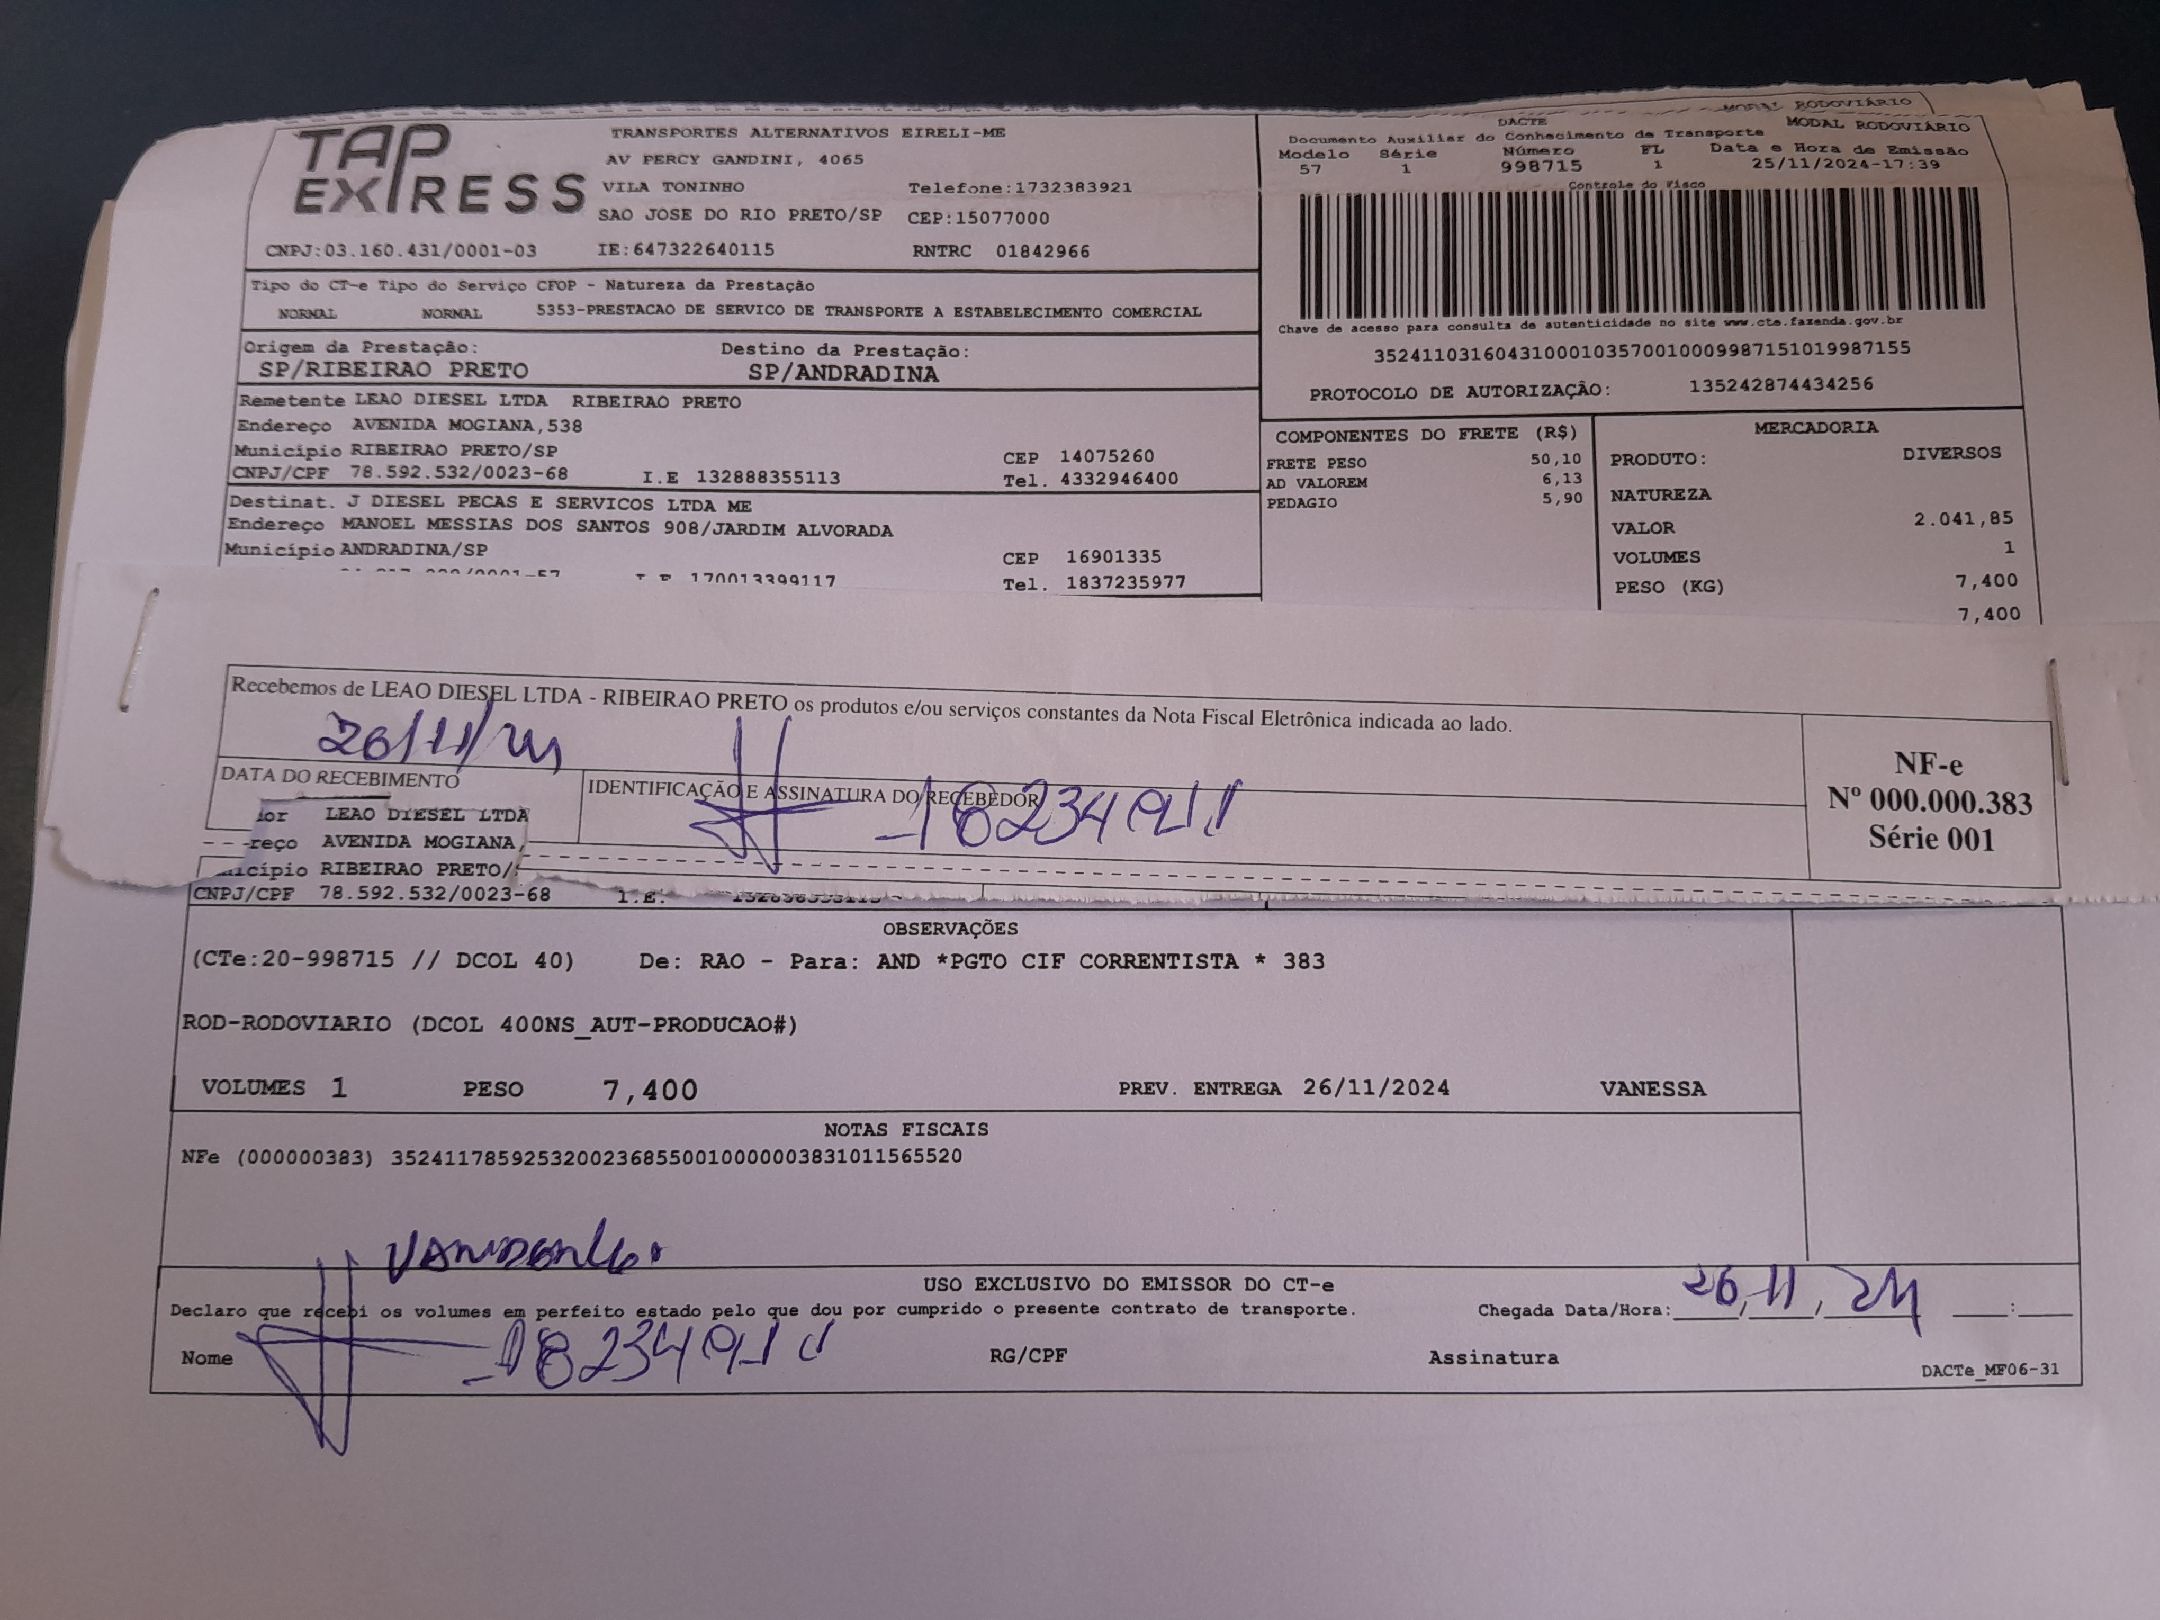 MODAL RODOVIÁRIO
TAP EXPRESS
TRANSPORTES ALTERNATIVOS EIRELI-ME
AV PERCY GANDINI, 4065
VILA TONINHO Telefone:1732383921
SAO JOSE DO RIO PRETO/SP CEP:15077000
CNPJ:03.160.431/0001-03 IE:647322640115 RNTRC 01842966
DACTE MODAL RODOVIÁRIO
Documento Auxiliar do Conhecimento de Transporte
Modelo Série Número FL Data e Hora de Emissão
57 1 998715 1 25/11/2024-17:39
Controle do Fisco
Chave de acesso para consulta de autenticidade no site www.cte.fazenda.gov.br
35241103160431000103570010009987151019987155
PROTOCOLO DE AUTORIZAÇÃO: 135242874434256
Tipo do CT-e Tipo do Serviço CFOP - Natureza da Prestação
NORMAL NORMAL 5353-PRESTACAO DE SERVICO DE TRANSPORTE A ESTABELECIMENTO COMERCIAL
Origem da Prestação: Destino da Prestação:
SP/RIBEIRAO PRETO SP/ANDRADINA
Remetente LEAO DIESEL LTDA RIBEIRAO PRETO
Endereço AVENIDA MOGIANA,538
Município RIBEIRAO PRETO/SP CEP 14075260
CNPJ/CPF 78.592.532/0023-68 I.E 132888355113 Tel. 4332946400
Destinat. J DIESEL PECAS E SERVICOS LTDA ME
Endereço MANOEL MESSIAS DOS SANTOS 908/JARDIM ALVORADA
Município ANDRADINA/SP CEP 16901335
/0001-57 I.E 170013399117 Tel. 1837235977
COMPONENTES DO FRETE (R$)
FRETE PESO 50,10
AD VALOREM 6,13
PEDAGIO 5,90
MERCADORIA
PRODUTO: DIVERSOS
NATUREZA
VALOR 2.041,85
VOLUMES 1
PESO (KG) 7,400
7,400
Recebemos de LEAO DIESEL LTDA - RIBEIRAO PRETO os produtos e/ou serviços constantes da Nota Fiscal Eletrônica indicada ao lado.
26/11/24
DATA DO RECEBIMENTO IDENTIFICAÇÃO E ASSINATURA DO RECEBEDOR
NF-e
Nº 000.000.383
Série 001
dor LEAO DIESEL LTDA
reço AVENIDA MOGIANA,
icípio RIBEIRAO PRETO/
CNPJ/CPF 78.592.532/0023-68 I.E.
OBSERVAÇÕES
(CTe:20-998715 // DCOL 40) De: RAO - Para: AND *PGTO CIF CORRENTISTA * 383
ROD-RODOVIARIO (DCOL 400NS_AUT-PRODUCAO#)
VOLUMES 1 PESO 7,400 PREV. ENTREGA 26/11/2024 VANESSA
NOTAS FISCAIS
NFe (000000383) 35241178592532002368550010000003831011565520
USO EXCLUSIVO DO EMISSOR DO CT-e
Declaro que recebi os volumes em perfeito estado pelo que dou por cumprido o presente contrato de transporte. Chegada Data/Hora: 26, 11, 24 :
Nome RG/CPF Assinatura
DACTe_MF06-31